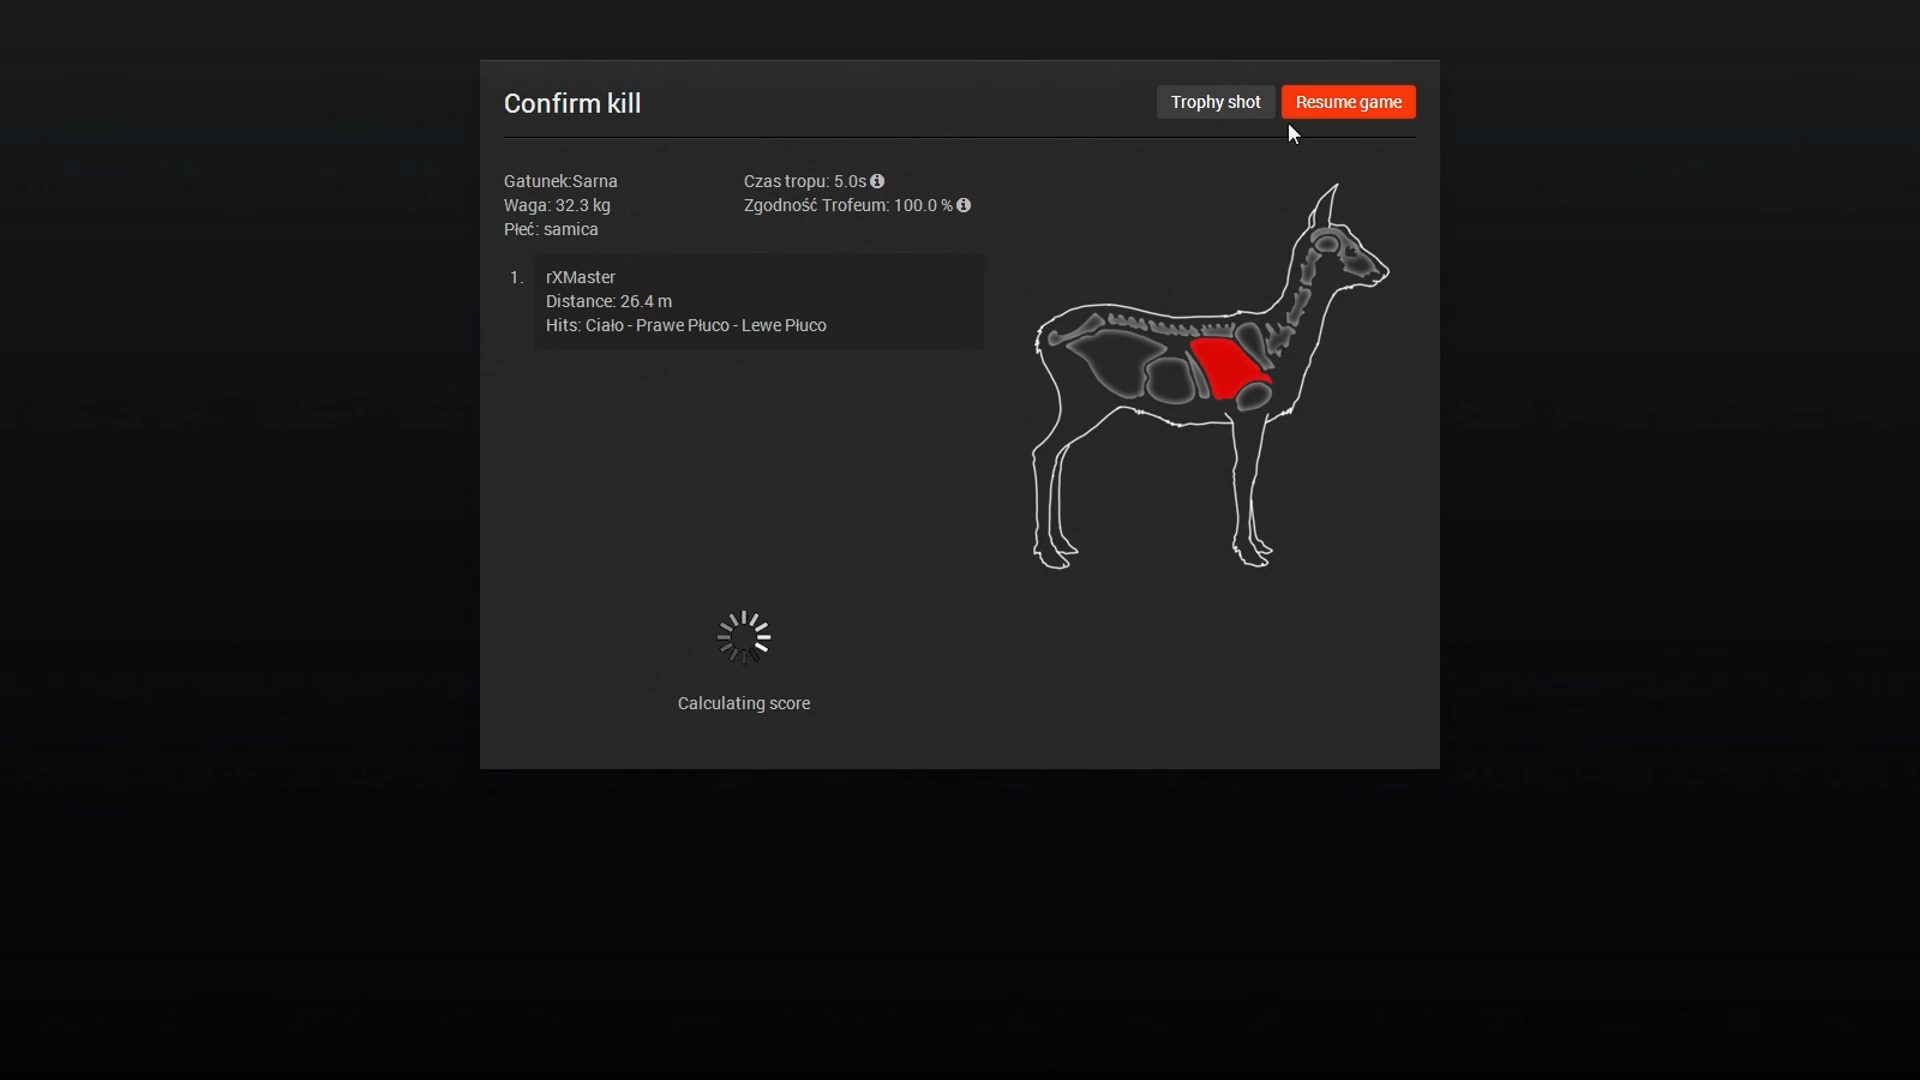 Confirm kill
Trophy shot
Resume game
Gatunek:Sarna
Waga: 32.3 kg
Płeć: samica
Czas tropu: 5.0s
Zgodność Trofeum: 100.0 %
1.
rXMaster
Distance: 26.4 m
Hits: Ciało - Prawe Płuco - Lewe Płuco
Calculating score